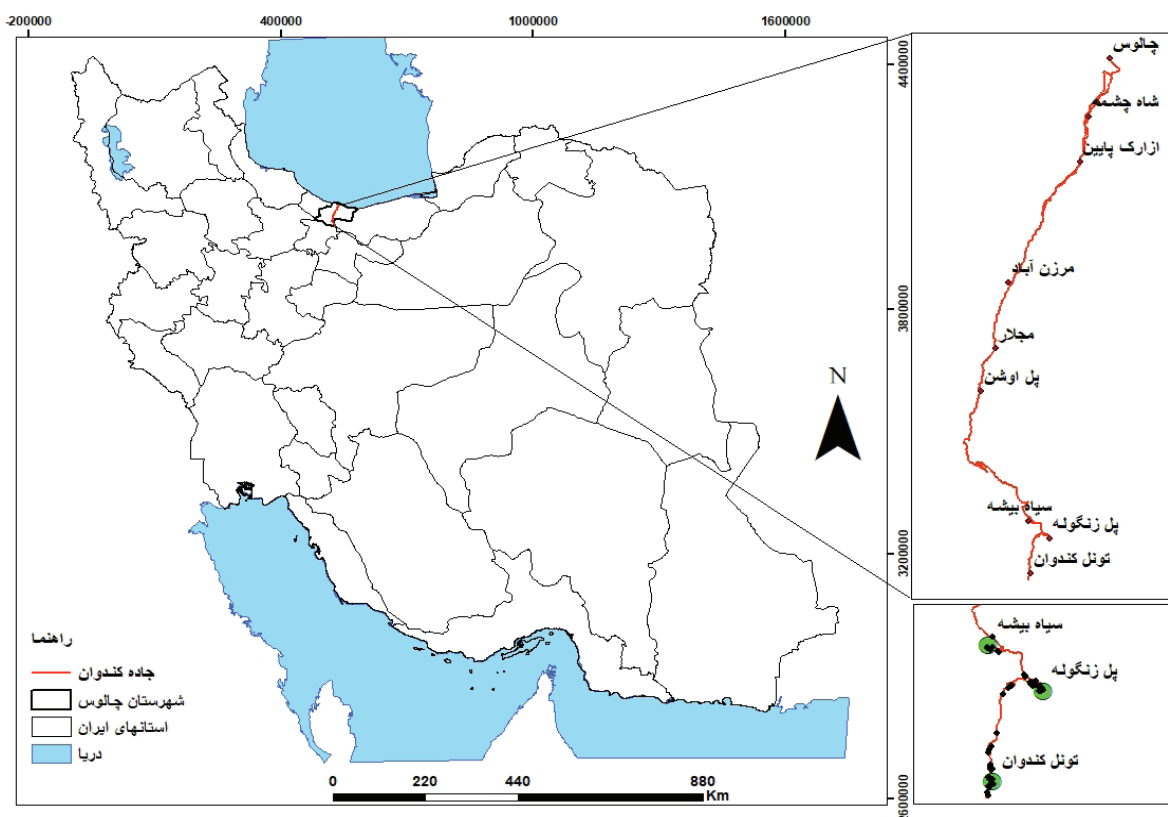 -200000
400000
1000000
1600000
4400000
3800000
3200000
2600000
N
راهنما
جاده کندوان
شهرستان چالوس
استانهای ایران
دریا
0 220 440 880
Km
چالوس
شاه چشمه
ازارک پایین
مرزن آباد
مجلار
پل اوشن
سیاه بیشه
پل زنگوله
تونل کندوان
سیاه بیشه
پل زنگوله
تونل کندوان